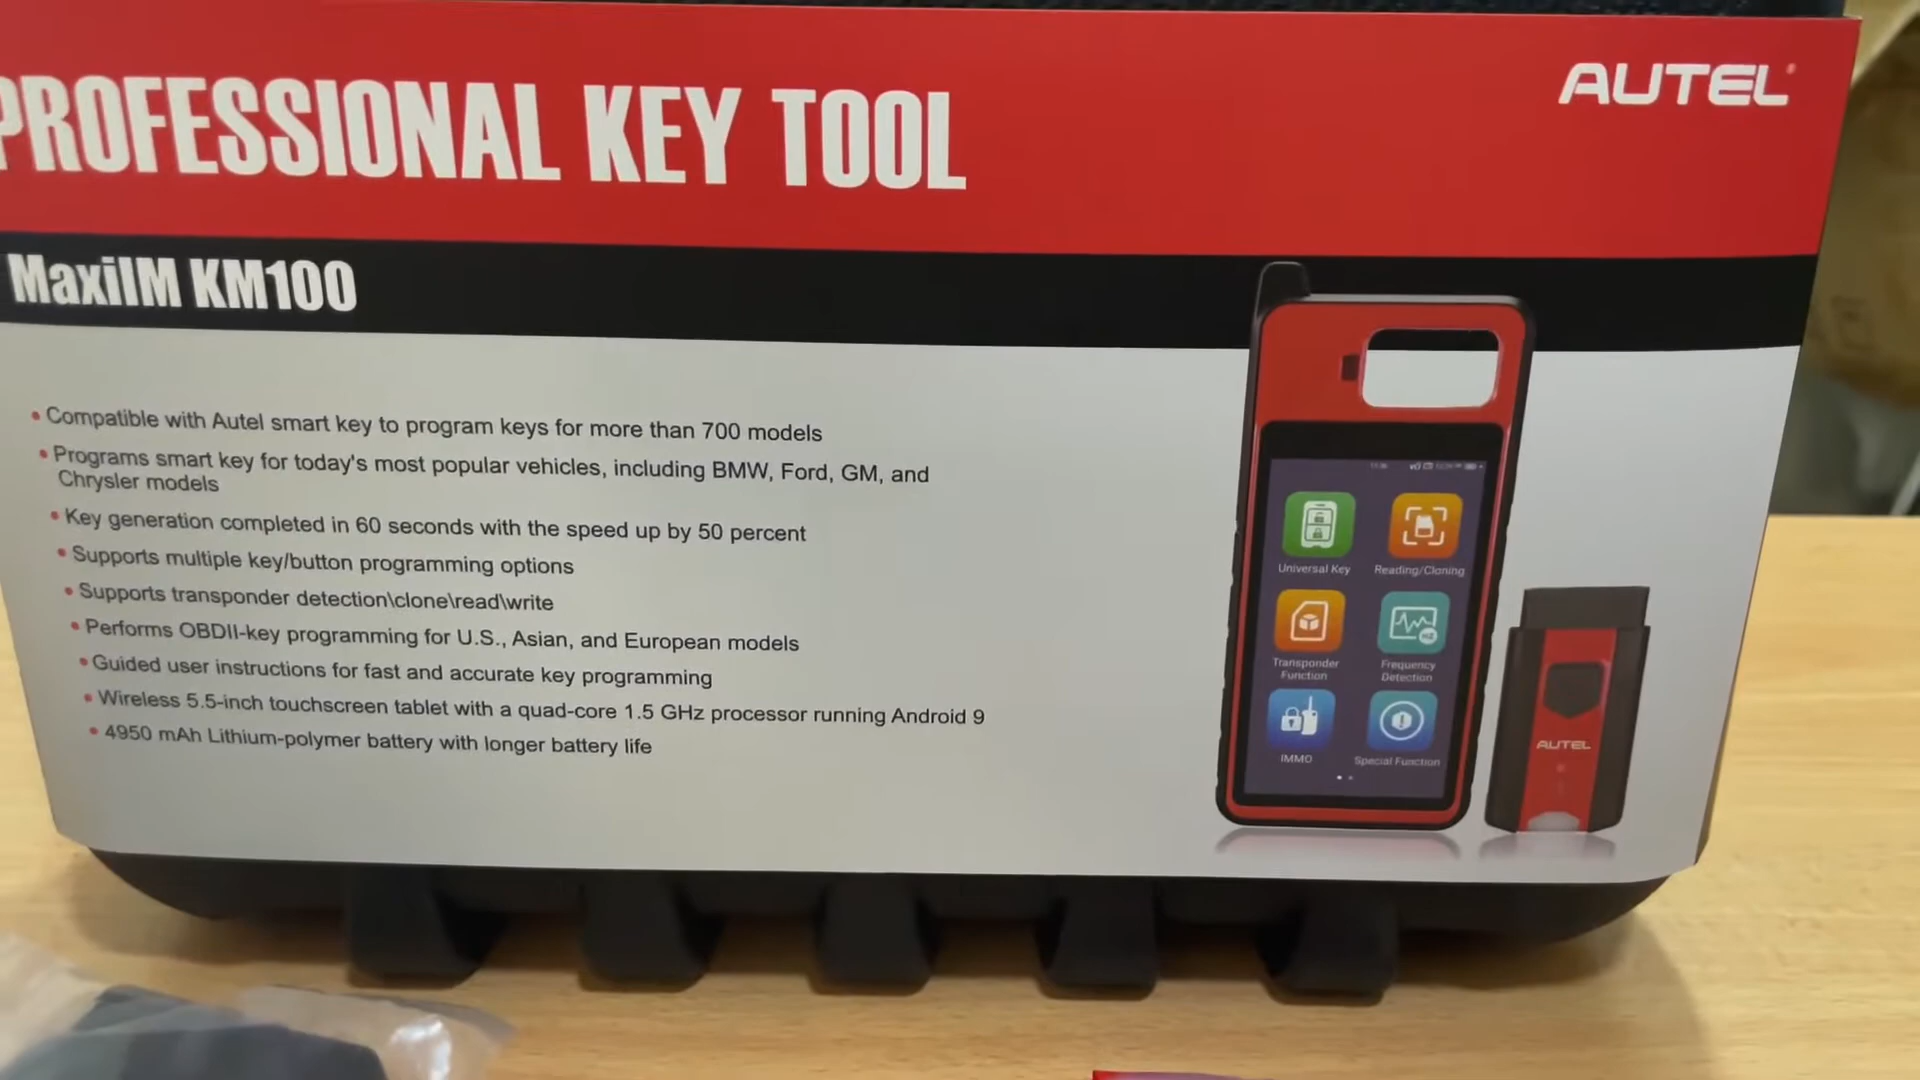 PROFESSIONAL KEY TOOL
AUTEL
MaxiIM KM100
• Compatible with Autel smart key to program keys for more than 700 models
• Programs smart key for today's most popular vehicles, including BMW, Ford, GM, and
Chrysler models
• Key generation completed in 60 seconds with the speed up by 50 percent
• Supports multiple key/button programming options
• Supports transponder detection\clone\read\write
• Performs OBDII-key programming for U.S., Asian, and European models
• Guided user instructions for fast and accurate key programming
• Wireless 5.5-inch touchscreen tablet with a quad-core 1.5 GHz processor running Android 9
• 4950 mAh Lithium-polymer battery with longer battery life
Universal Key
Reading/Cloning
Transponder
Function
Frequency
Detection
IMMO
Special Function
AUTEL